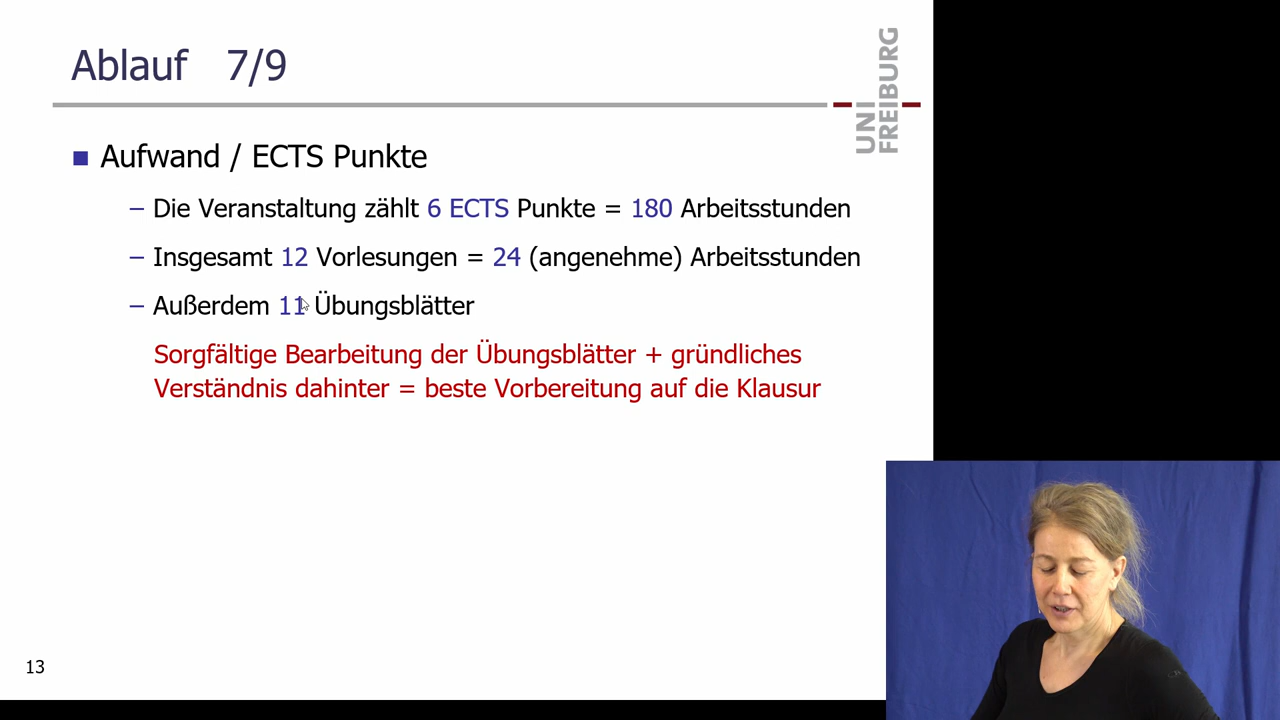 Ablauf 7/9
UNI
FREIBURG
Aufwand / ECTS Punkte
– Die Veranstaltung zählt 6 ECTS Punkte = 180 Arbeitsstunden
– Insgesamt 12 Vorlesungen = 24 (angenehme) Arbeitsstunden
– Außerdem 11 Übungsblätter
Sorgfältige Bearbeitung der Übungsblätter + gründliches
Verständnis dahinter = beste Vorbereitung auf die Klausur
13